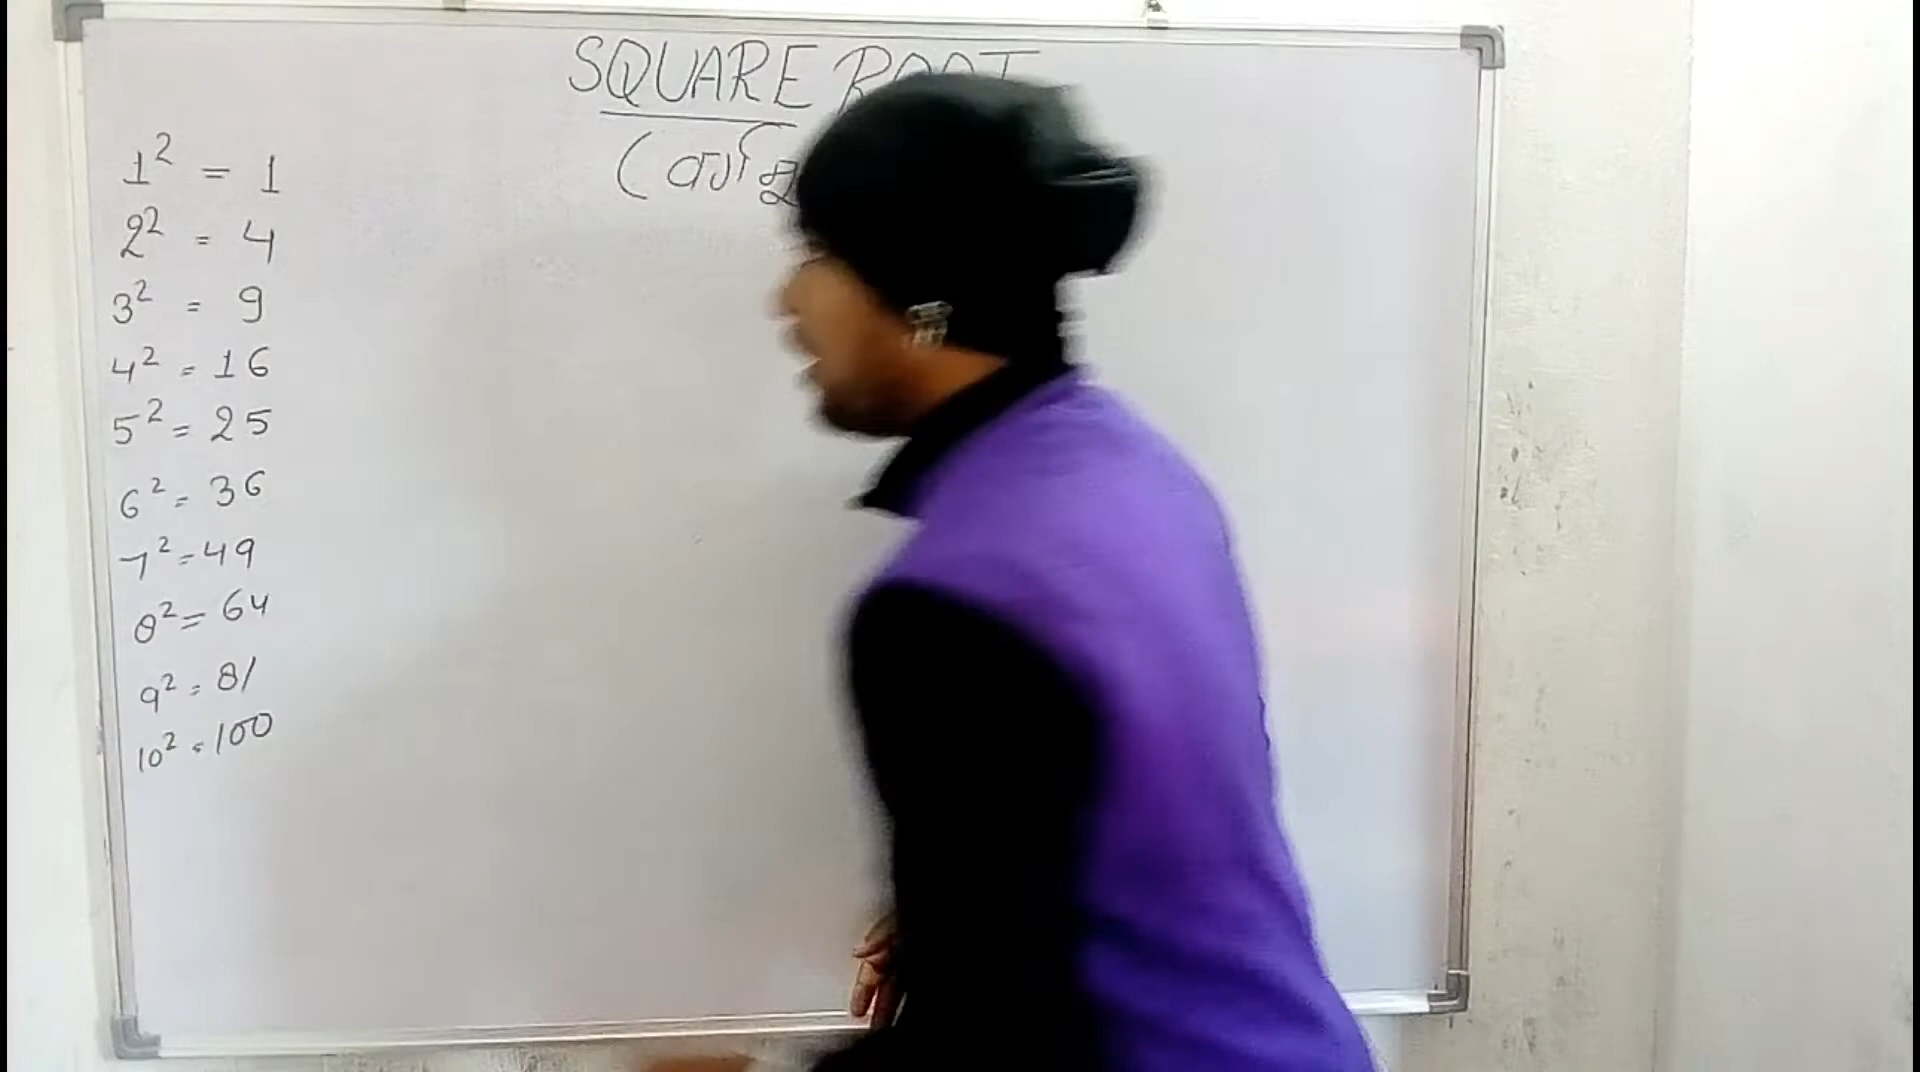 SQUARE ROOT
1² = 1
2² = 4
3² = 9
4² = 16
5² = 25
6² = 36
7² = 49
8² = 64
9² = 81
10² = 100